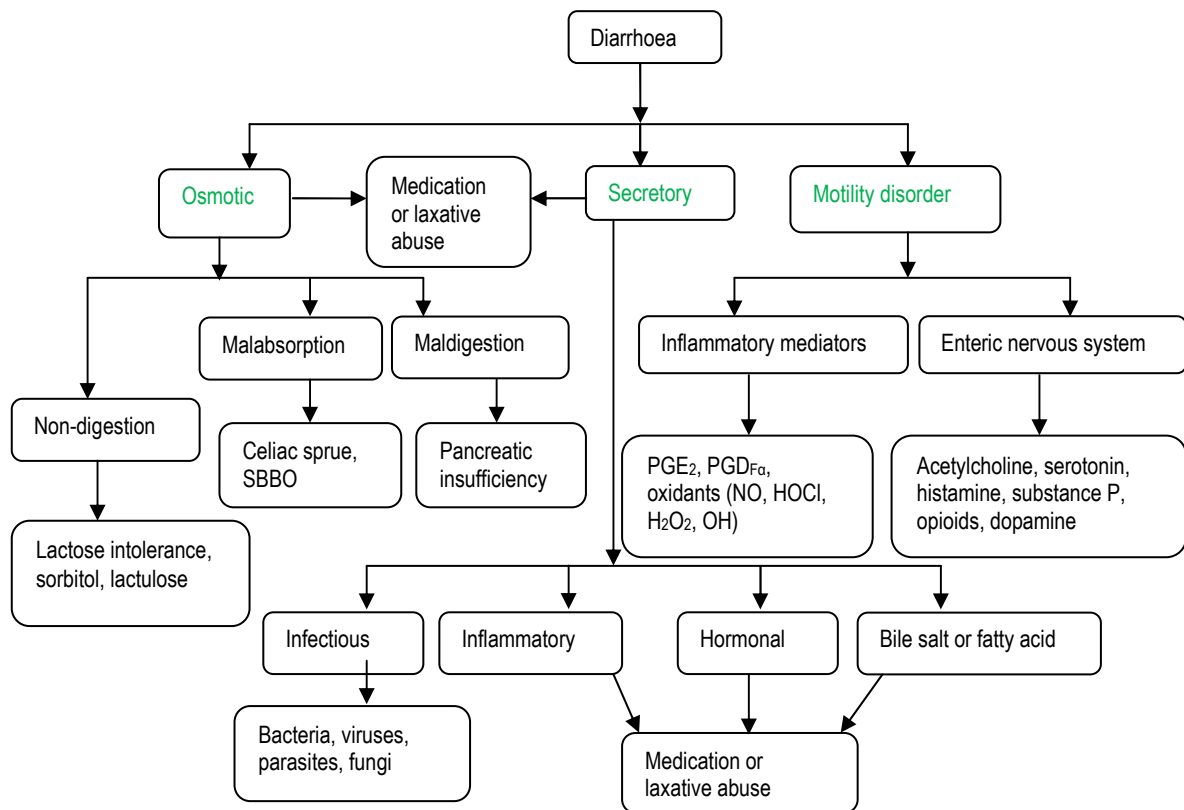 Diarrhoea
Osmotic
Medication
or laxative
abuse
Secretory
Motility disorder
Malabsorption
Maldigestion
Inflammatory mediators
Enteric nervous system
Non-digestion
Celiac sprue,
SBBO
Pancreatic
insufficiency
PGE₂, PGD_Fα,
oxidants (NO, HOCl,
H₂O₂, OH)
Acetylcholine, serotonin,
histamine, substance P,
opioids, dopamine
Lactose intolerance,
sorbitol, lactulose
Infectious
Inflammatory
Hormonal
Bile salt or fatty acid
Bacteria, viruses,
parasites, fungi
Medication or
laxative abuse